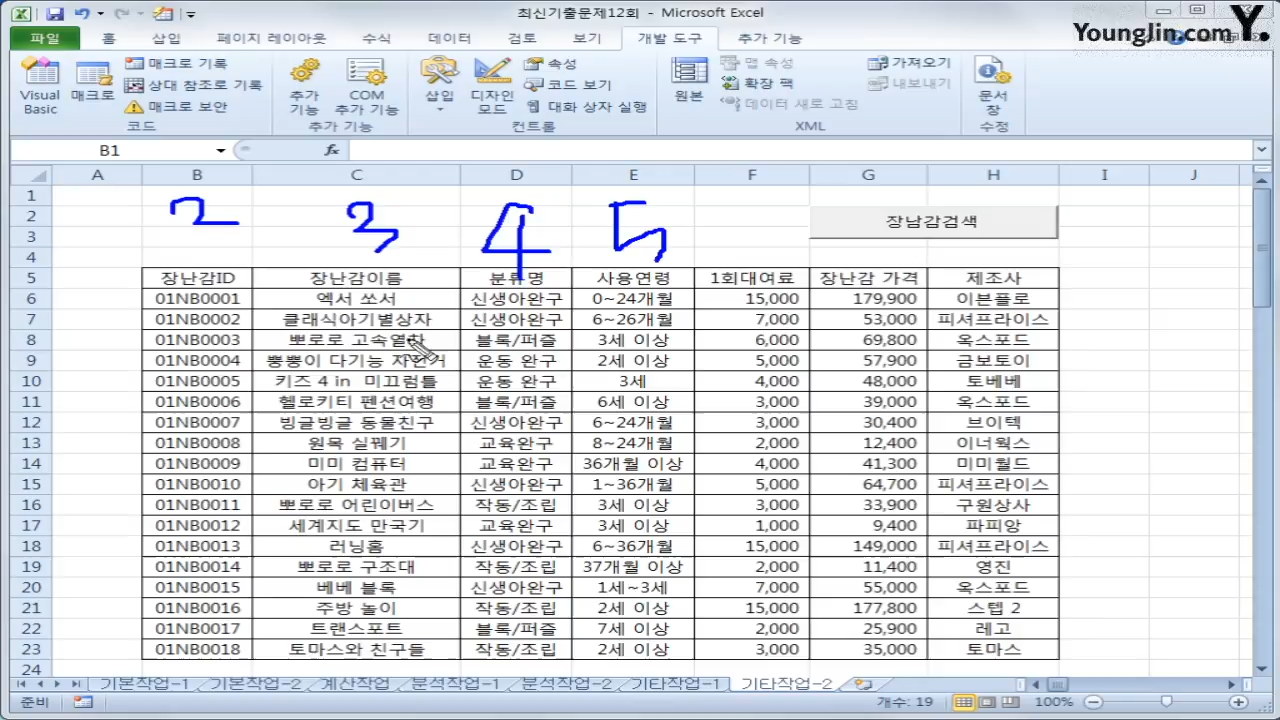 최신기출문제12회 - Microsoft Excel
YoungJin.com Y.
파일 홈 삽입 페이지 레이아웃 수식 데이터 검토 보기 개발 도구 추가 기능
Visual Basic 매크로 매크로 기록 상대 참조로 기록 매크로 보안 추가 기능 COM 추가 기능 삽입 디자인 모드 속성 코드 보기 대화 상자 실행 원본 맵 속성 확장 팩 데이터 새로 고침 가져오기 내보내기 문서 창
코드 추가 기능 컨트롤 XML 수정
B1 fx
A B C D E F G H I J
1
2 장남감검색
3
4
2 3 4 5
5 장난감ID 장난감이름 분류명 사용연령 1회대여료 장난감 가격 제조사
6 01NB0001 엑서 쏘서 신생아완구 0~24개월 15,000 179,900 이븐플로
7 01NB0002 클래식아기별상자 신생아완구 6~26개월 7,000 53,000 피셔프라이스
8 01NB0003 뽀로로 고속열차 블록/퍼즐 3세 이상 6,000 69,800 옥스포드
9 01NB0004 뿡뿡이 다기능 자전거 운동 완구 2세 이상 5,000 57,900 금보토이
10 01NB0005 키즈 4 in 미끄럼틀 운동 완구 3세 4,000 48,000 토베베
11 01NB0006 헬로키티 펜션여행 블록/퍼즐 6세 이상 3,000 39,000 옥스포드
12 01NB0007 빙글빙글 동물친구 신생아완구 6~24개월 3,000 30,400 브이텍
13 01NB0008 원목 실꿰기 교육완구 8~24개월 2,000 12,400 이너웍스
14 01NB0009 미미 컴퓨터 교육완구 36개월 이상 4,000 41,300 미미월드
15 01NB0010 아기 체육관 신생아완구 1~36개월 5,000 64,700 피셔프라이스
16 01NB0011 뽀로로 어린이버스 작동/조립 3세 이상 3,000 33,900 구원상사
17 01NB0012 세계지도 만국기 교육완구 3세 이상 1,000 9,400 파피앙
18 01NB0013 러닝홈 신생아완구 6~36개월 15,000 149,000 피셔프라이스
19 01NB0014 뽀로로 구조대 작동/조립 37개월 이상 2,000 11,400 영진
20 01NB0015 베베 블록 신생아완구 1세~3세 7,000 55,000 옥스포드
21 01NB0016 주방 놀이 작동/조립 2세 이상 15,000 177,800 스텝 2
22 01NB0017 트랜스포트 블록/퍼즐 7세 이상 2,000 25,900 레고
23 01NB0018 토마스와 친구들 작동/조립 2세 이상 3,000 35,000 토마스
24
기본작업-1 기본작업-2 계산작업 분석작업-1 분석작업-2 기타작업-1 기타작업-2
준비 개수: 19 100%